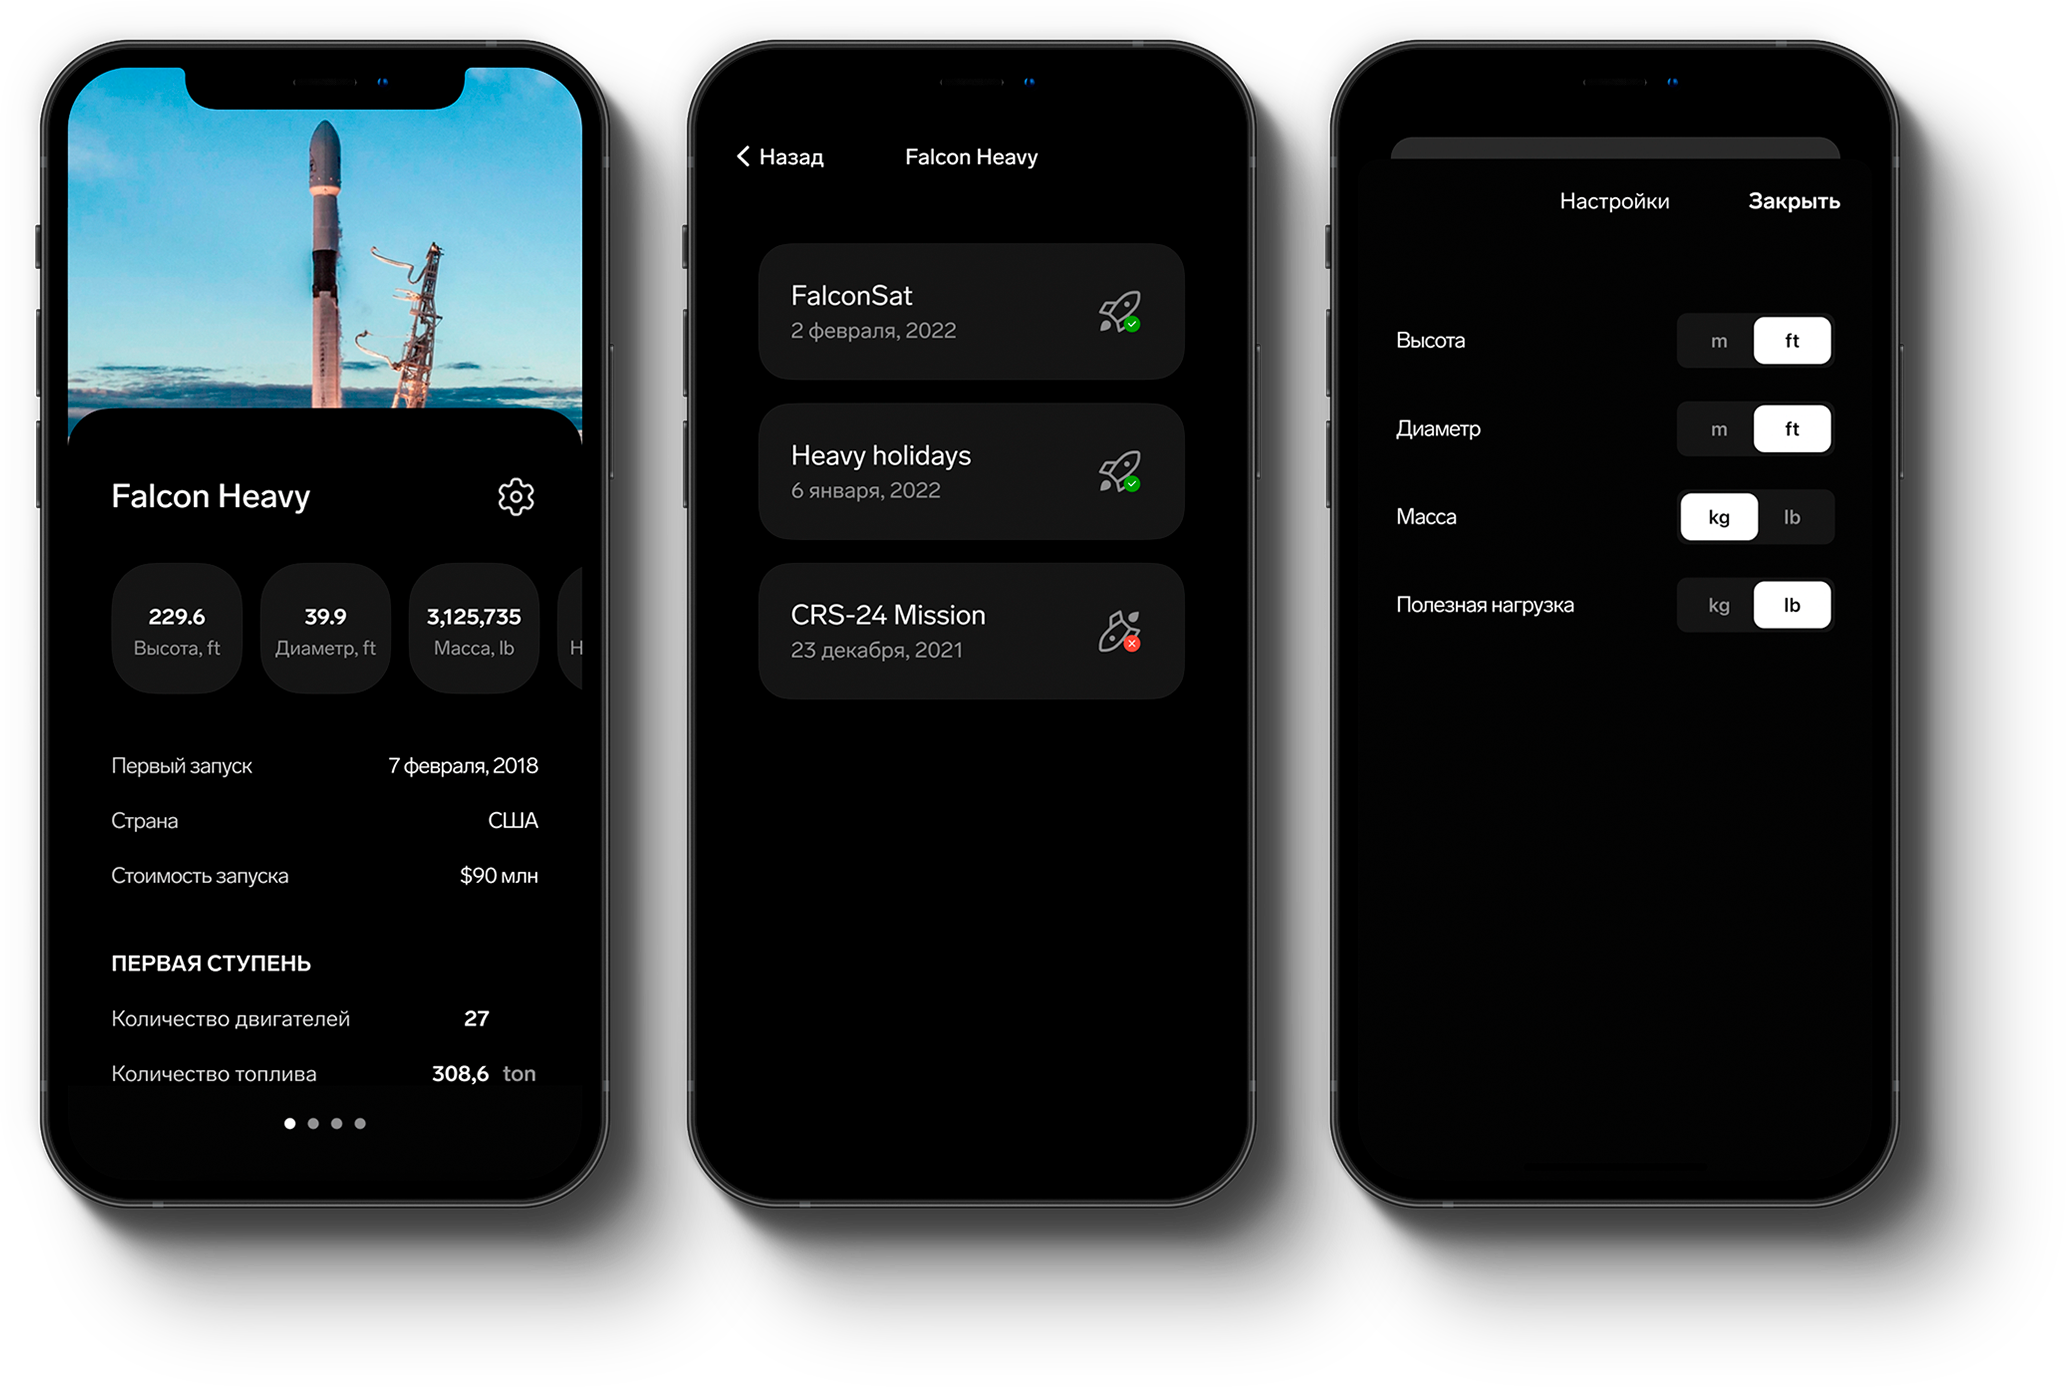 Falcon Heavy
229.6
Высота, ft
39.9
Диаметр, ft
3,125,735
Масса, lb
Н
Первый запуск 7 февраля, 2018
Страна США
Стоимость запуска $90 млн
ПЕРВАЯ СТУПЕНЬ
Количество двигателей 27
Количество топлива 308,6 ton
Назад Falcon Heavy
FalconSat
2 февраля, 2022
Heavy holidays
6 января, 2022
CRS-24 Mission
23 декабря, 2021
Настройки Закрыть
Высота m ft
Диаметр m ft
Масса kg lb
Полезная нагрузка kg lb